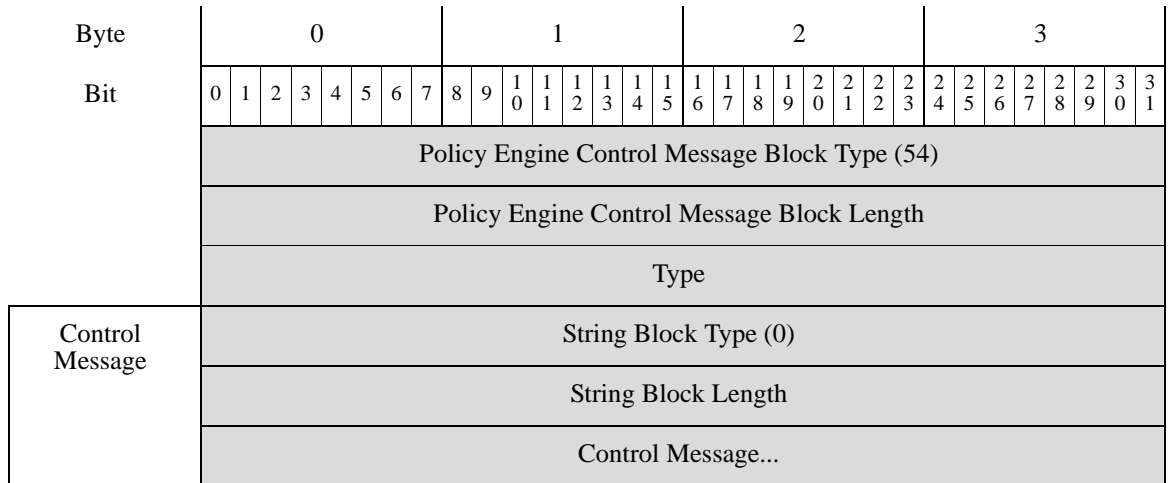 Byte 0 1 2 3
Bit 0 1 2 3 4 5 6 7 8 9 10 11 12 13 14 15 16 17 18 19 20 21 22 23 24 25 26 27 28 29 30 31
Policy Engine Control Message Block Type (54)
Policy Engine Control Message Block Length
Type
Control
Message
String Block Type (0)
String Block Length
Control Message...